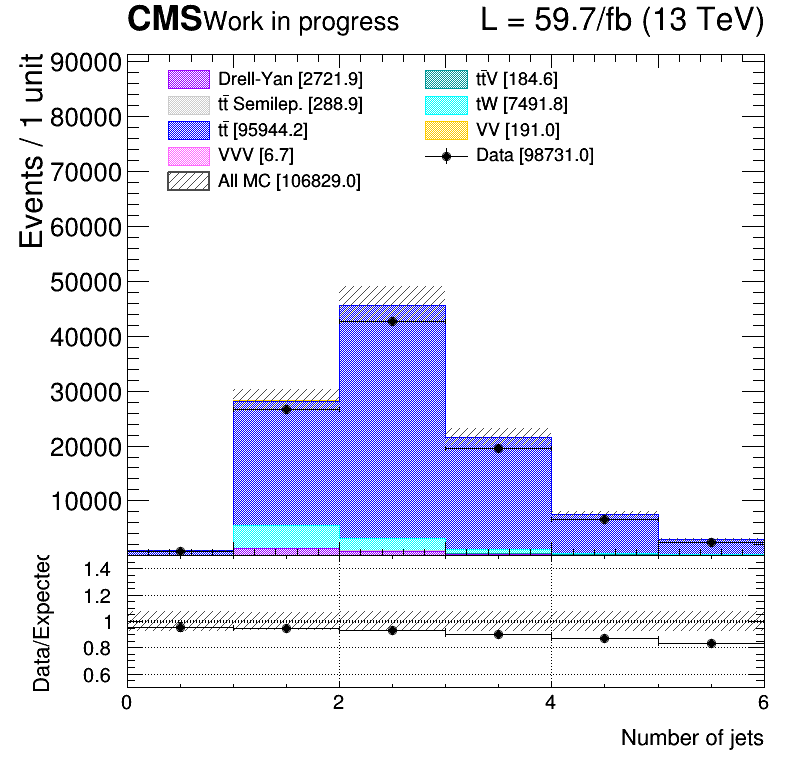 CMS Work in progress L = 59.7/fb (13 TeV)
Events / 1 unit
90000
80000
70000
60000
50000
40000
30000
20000
10000
Drell-Yan [2721.9]
tt̄ Semilep. [288.9]
tt̄ [95944.2]
VVV [6.7]
All MC [106829.0]
tt̄V [184.6]
tW [7491.8]
VV [191.0]
Data [98731.0]
Data/Expected
1.4
1.2
1
0.8
0.6
0 2 4 6
Number of jets